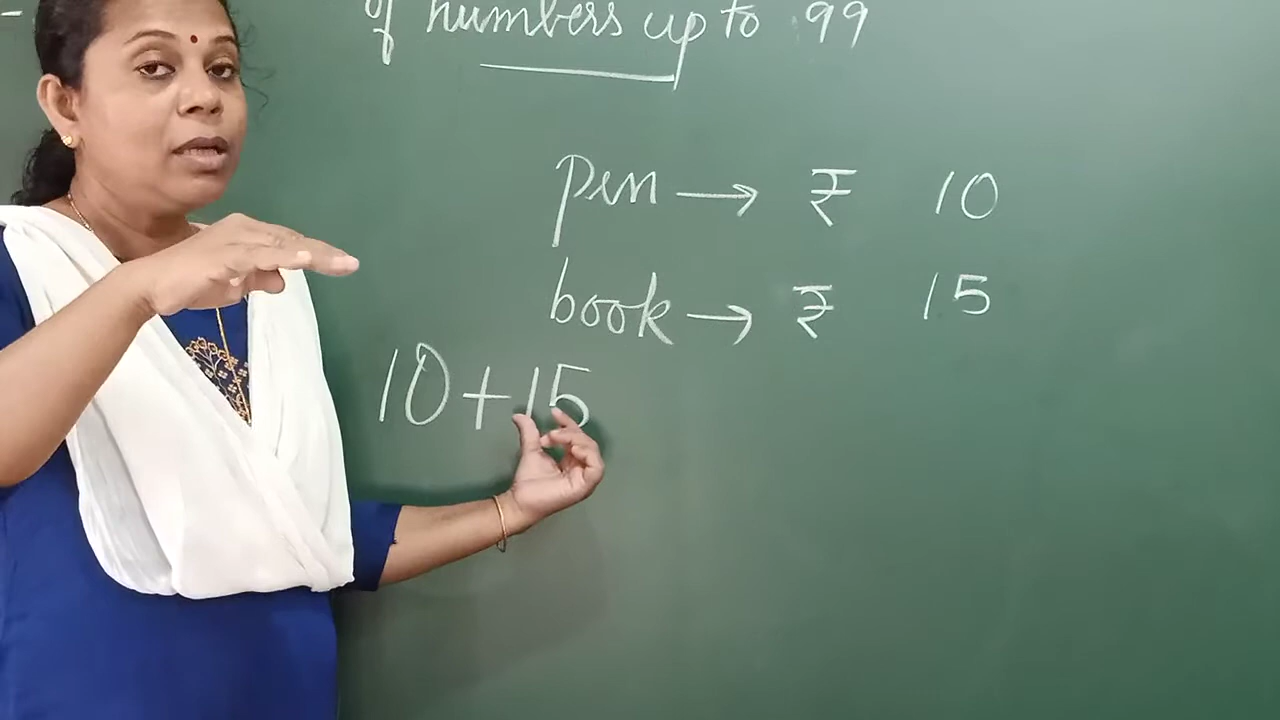 of numbers up to 99
pen → ₹ 10
book → ₹ 15
10+15